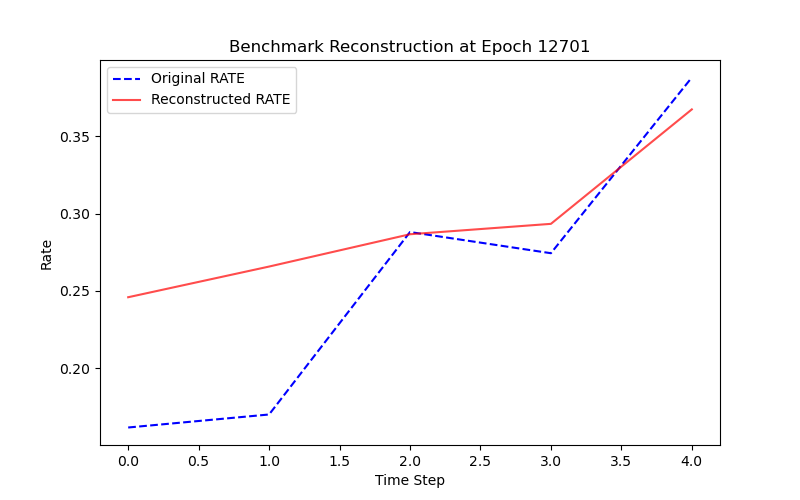 Benchmark Reconstruction at Epoch 12701
Original RATE
Reconstructed RATE
0.35
0.30
0.25
0.20
Rate
0.0 0.5 1.0 1.5 2.0 2.5 3.0 3.5 4.0
Time Step